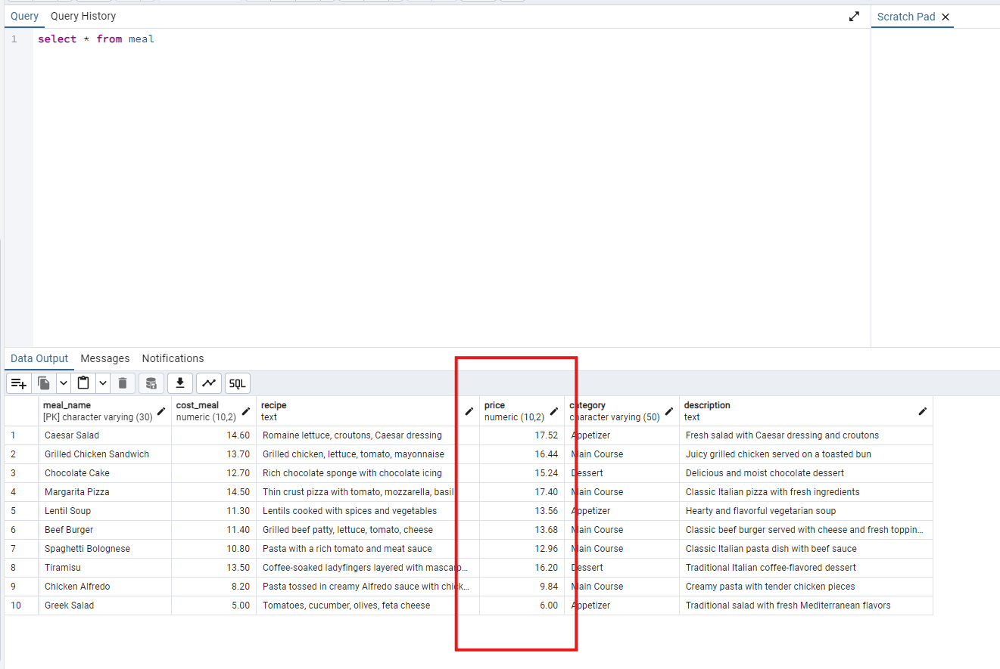 Query Query History Scratch Pad
1 select * from meal
Data Output Messages Notifications
SQL
meal_name cost_meal recipe price category description
[PK] character varying (30) numeric (10,2) text numeric (10,2) character varying (50) text
1 Caesar Salad 14.60 Romaine lettuce, croutons, Caesar dressing 17.52 Appetizer Fresh salad with Caesar dressing and croutons
2 Grilled Chicken Sandwich 13.70 Grilled chicken, lettuce, tomato, mayonnaise 16.44 Main Course Juicy grilled chicken served on a toasted bun
3 Chocolate Cake 12.70 Rich chocolate sponge with chocolate icing 15.24 Dessert Delicious and moist chocolate dessert
4 Margarita Pizza 14.50 Thin crust pizza with tomato, mozzarella, basil 17.40 Main Course Classic Italian pizza with fresh ingredients
5 Lentil Soup 11.30 Lentils cooked with spices and vegetables 13.56 Appetizer Hearty and flavorful vegetarian soup
6 Beef Burger 11.40 Grilled beef patty, lettuce, tomato, cheese 13.68 Main Course Classic beef burger served with cheese and fresh toppin...
7 Spaghetti Bolognese 10.80 Pasta with a rich tomato and meat sauce 12.96 Main Course Classic Italian pasta dish with beef sauce
8 Tiramisu 13.50 Coffee-soaked ladyfingers layered with mascarp... 16.20 Dessert Traditional Italian coffee-flavored dessert
9 Chicken Alfredo 8.20 Pasta tossed in creamy Alfredo sauce with chick... 9.84 Main Course Creamy pasta with tender chicken pieces
10 Greek Salad 5.00 Tomatoes, cucumber, olives, feta cheese 6.00 Appetizer Traditional salad with fresh Mediterranean flavors